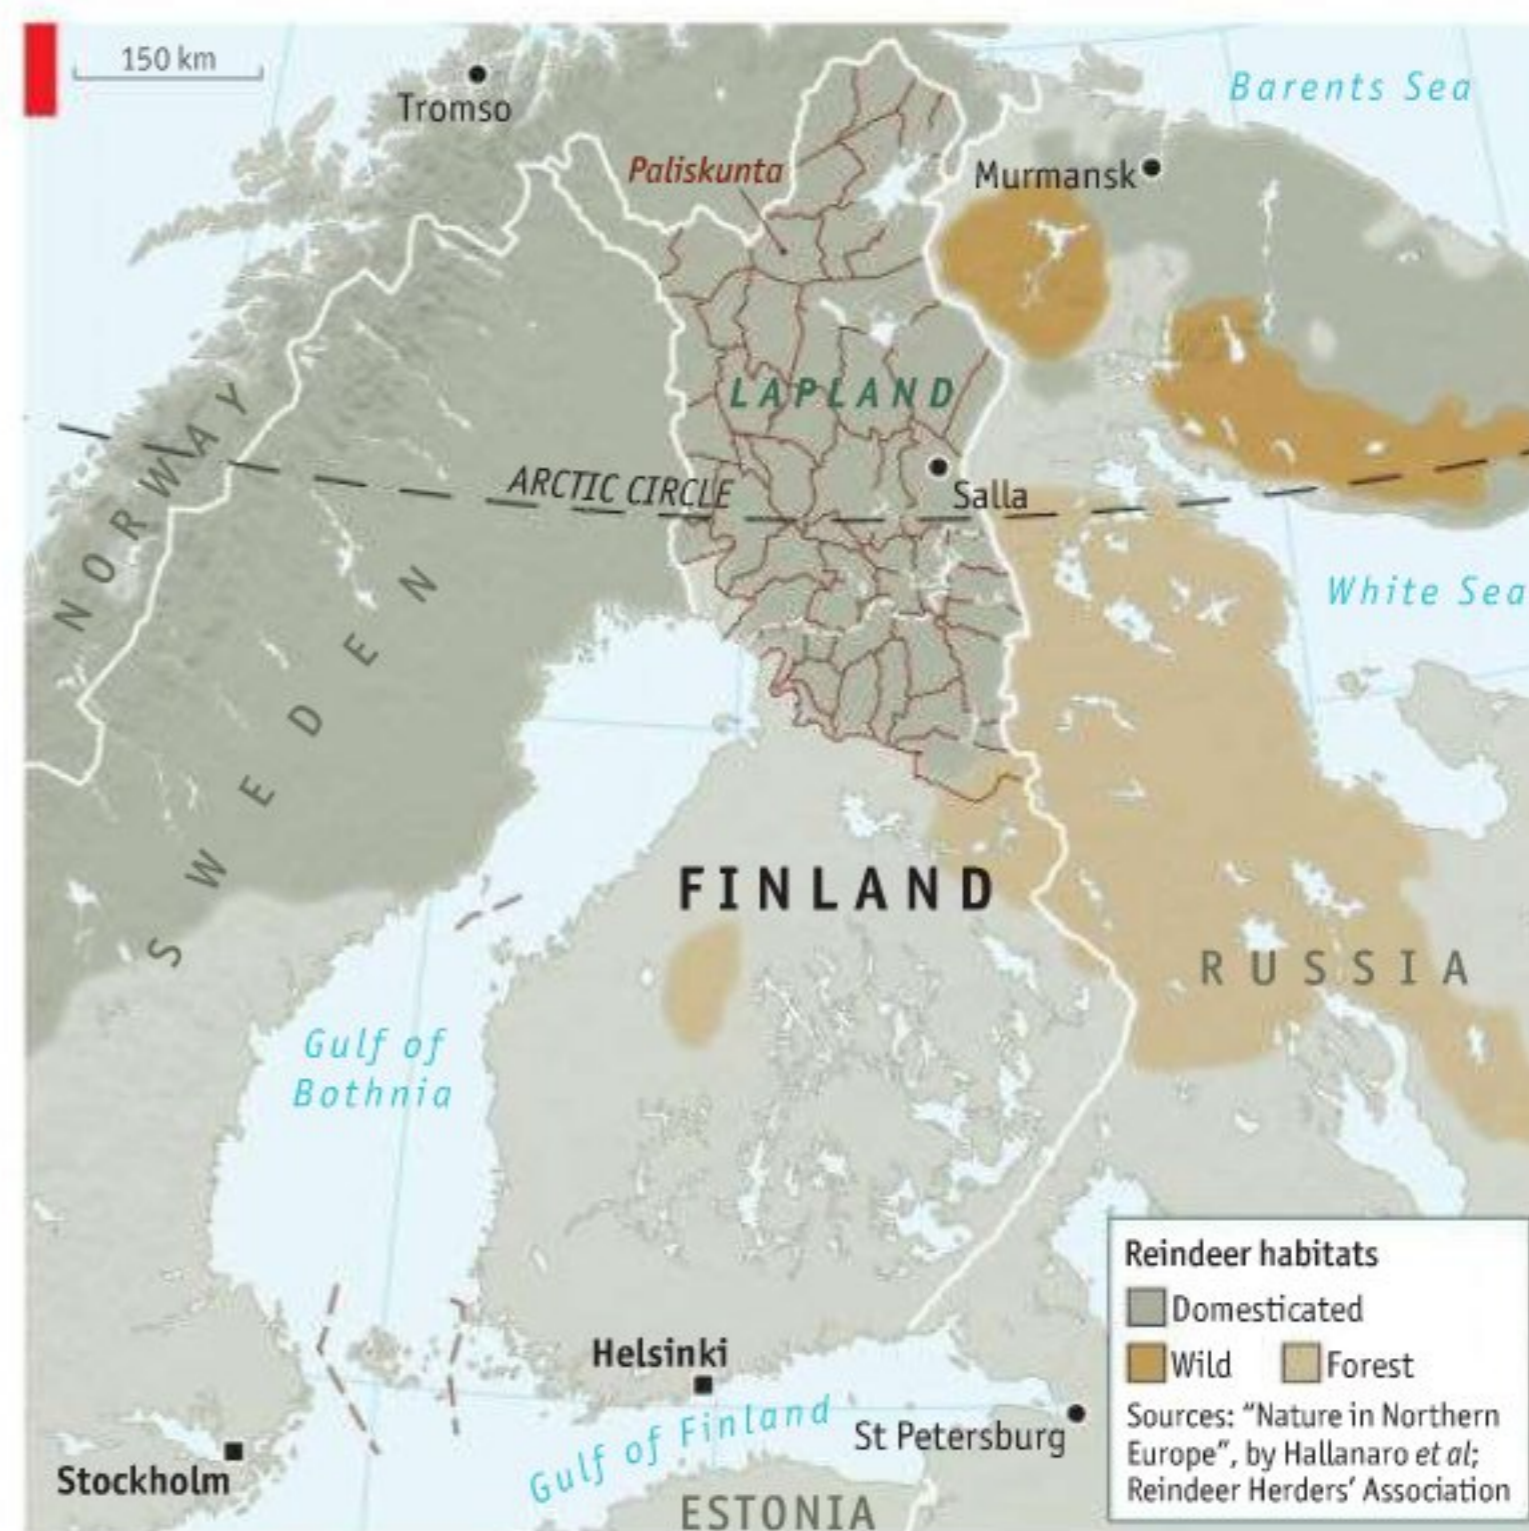 150 km
Tromso
Barents Sea
Paliskunta
Murmansk
LAPLAND
NORWAY
ARCTIC CIRCLE
Salla
SWEDEN
White Sea
FINLAND
RUSSIA
Gulf of
Bothnia
Helsinki
Gulf of Finland
St Petersburg
Stockholm
ESTONIA
Reindeer habitats
Domesticated
Wild
Forest
Sources: “Nature in Northern
Europe”, by Hallanaro et al;
Reindeer Herders’ Association